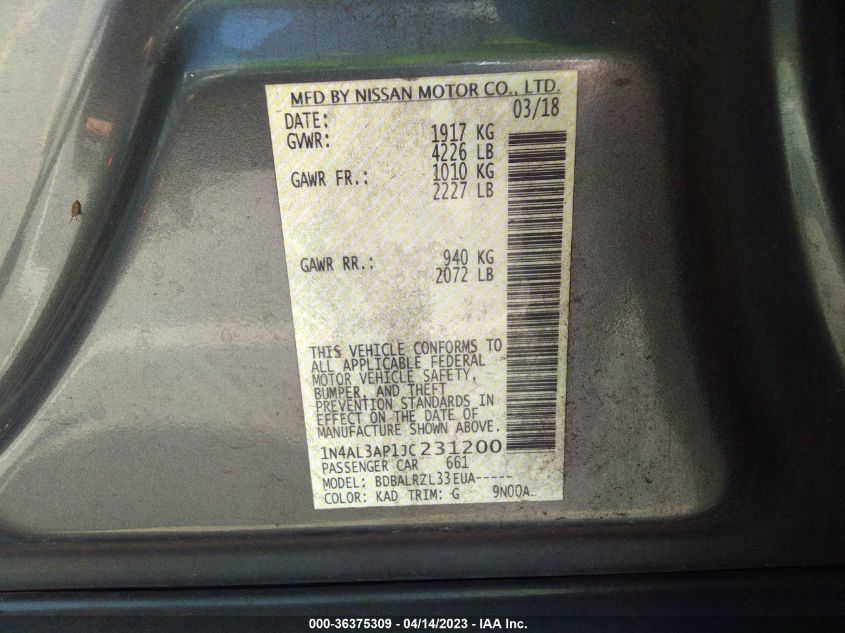 MFD BY NISSAN MOTOR CO., LTD.
DATE: 03/18
GVWR: 1917 KG
4226 LB
GAWR FR.: 1010 KG
2227 LB
GAWR RR.: 940 KG
2072 LB
THIS VEHICLE CONFORMS TO
ALL APPLICABLE FEDERAL
MOTOR VEHICLE SAFETY,
BUMPER, AND THEFT
PREVENTION STANDARDS IN
EFFECT ON THE DATE OF
MANUFACTURE SHOWN ABOVE.
1N4AL3AP1JC231200
PASSENGER CAR 661
MODEL: BDBALRZL33EUA-----
COLOR: KAD TRIM: G 9N00A
000-36375309 - 04/14/2023 - IAA Inc.